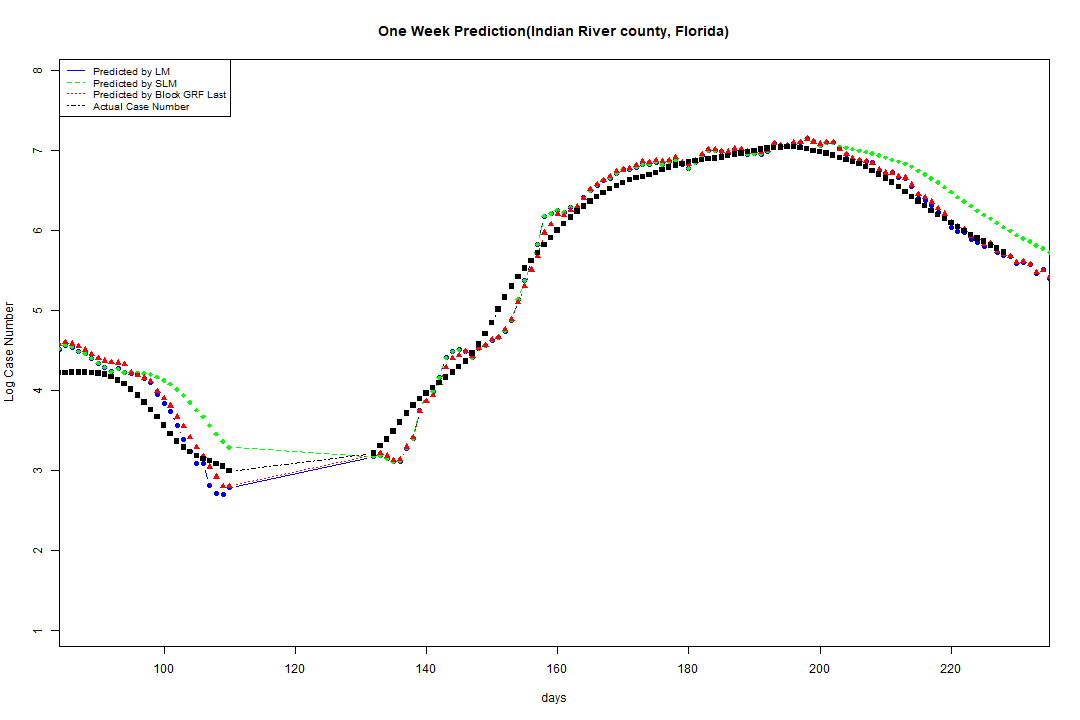 One Week Prediction(Indian River county, Florida)
Predicted by LM
Predicted by SLM
Predicted by Block GRF Last
Actual Case Number
8
7
6
5
4
3
2
1
Log Case Number
100 120 140 160 180 200 220
days